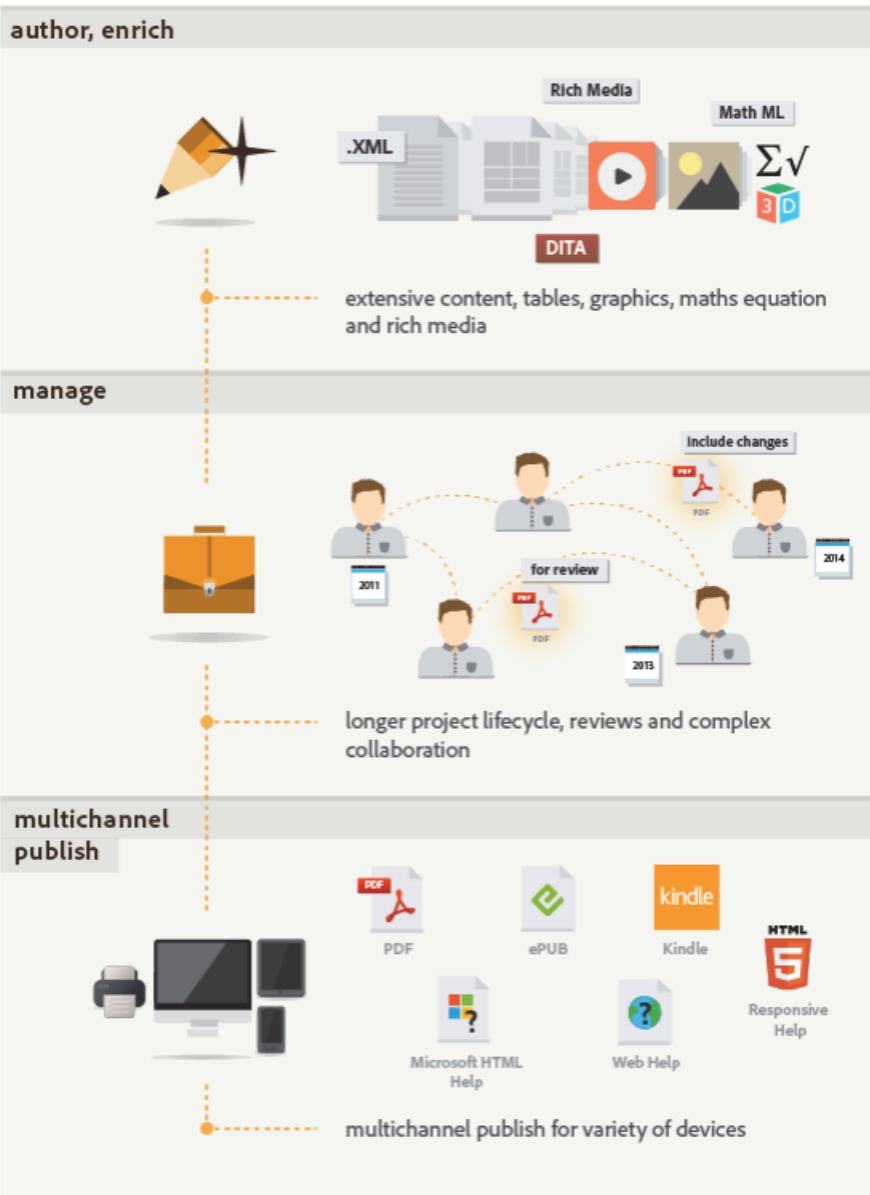 author, enrich
Rich Media
Math ML
.XML
Σ√
3D
DITA
extensive content, tables, graphics, maths equation
and rich media
manage
include changes
PDF
PDF
2014
2011
for review
PDF
PDF
2013
longer project lifecycle, reviews and complex
collaboration
multichannel
publish
PDF
PDF
ePUB
kindle
Kindle
HTML
5
Responsive
Help
?
Microsoft HTML
Help
?
Web Help
multichannel publish for variety of devices